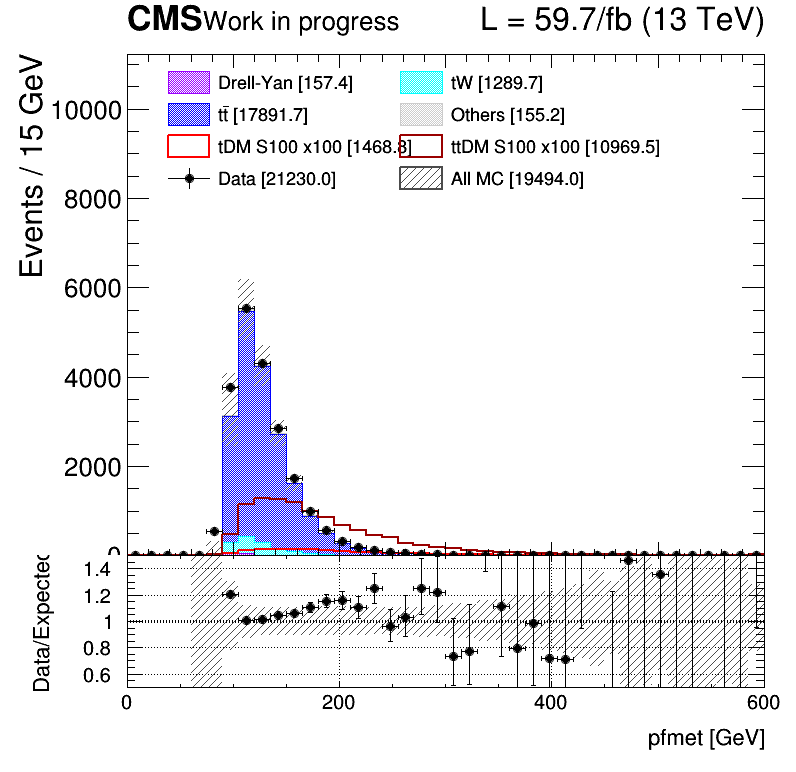 CMS Work in progress L = 59.7/fb (13 TeV)
Events / 15 GeV
10000
8000
6000
4000
2000
0
Drell-Yan [157.4]
tW [1289.7]
tt̄ [17891.7]
Others [155.2]
tDM S100 x100 [1468.8]
ttDM S100 x100 [10969.5]
Data [21230.0]
All MC [19494.0]
Data/Expected
1.4
1.2
1
0.8
0.6
0 200 400 600
pfmet [GeV]